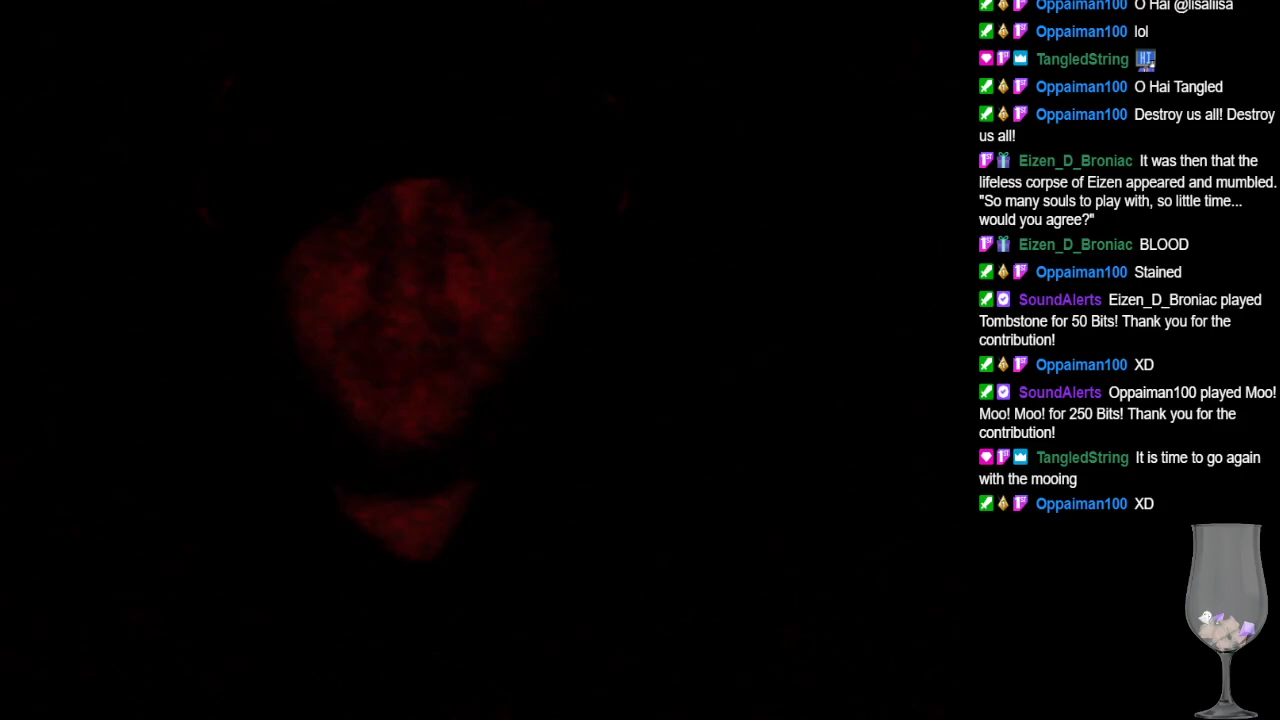 Oppaiman100 O Hai @lisaliisa
Oppaiman100 lol
TangledString HI
Oppaiman100 O Hai Tangled
Oppaiman100 Destroy us all! Destroy
us all!
1ST Eizen_D_Broniac It was then that the
lifeless corpse of Eizen appeared and mumbled.
"So many souls to play with, so little time...
would you agree?"
1ST Eizen_D_Broniac BLOOD
Oppaiman100 Stained
SoundAlerts Eizen_D_Broniac played
Tombstone for 50 Bits! Thank you for the
contribution!
Oppaiman100 XD
SoundAlerts Oppaiman100 played Moo!
Moo! Moo! for 250 Bits! Thank you for the
contribution!
TangledString It is time to go again
with the mooing
Oppaiman100 XD